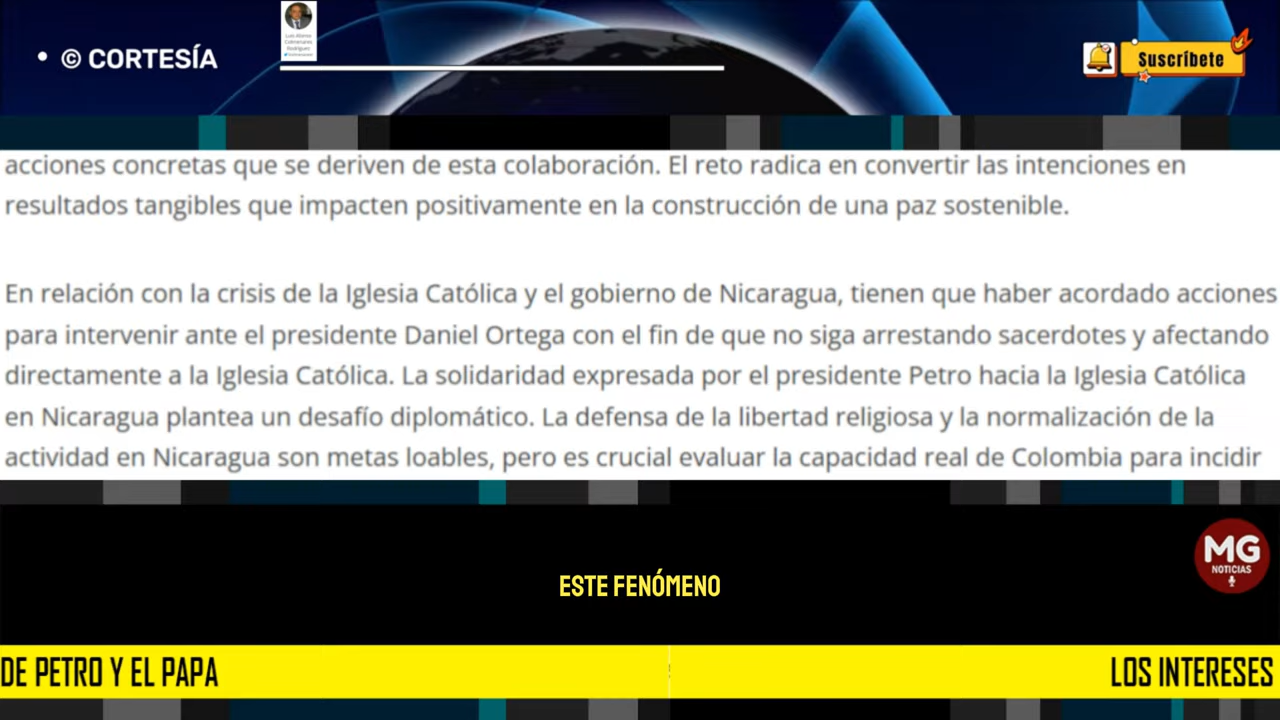 • © CORTESÍA
Luis Alonso
Colmenares
Rodríguez
Suscríbete
acciones concretas que se deriven de esta colaboración. El reto radica en convertir las intenciones en
resultados tangibles que impacten positivamente en la construcción de una paz sostenible.
En relación con la crisis de la Iglesia Católica y el gobierno de Nicaragua, tienen que haber acordado acciones
para intervenir ante el presidente Daniel Ortega con el fin de que no siga arrestando sacerdotes y afectando
directamente a la Iglesia Católica. La solidaridad expresada por el presidente Petro hacia la Iglesia Católica
en Nicaragua plantea un desafío diplomático. La defensa de la libertad religiosa y la normalización de la
actividad en Nicaragua son metas loables, pero es crucial evaluar la capacidad real de Colombia para incidir
MG
NOTICIAS
ESTE FENÓMENO
DE PETRO Y EL PAPA
LOS INTERESES